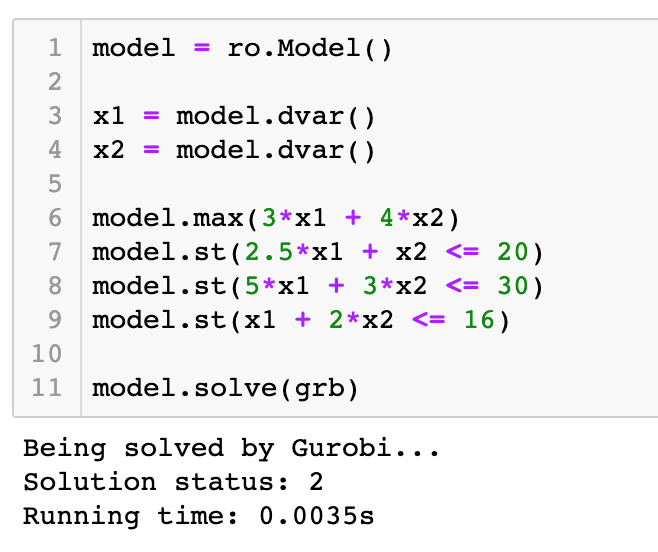 1 model = ro.Model()
2
3 x1 = model.dvar()
4 x2 = model.dvar()
5
6 model.max(3*x1 + 4*x2)
7 model.st(2.5*x1 + x2 <= 20)
8 model.st(5*x1 + 3*x2 <= 30)
9 model.st(x1 + 2*x2 <= 16)
10
11 model.solve(grb)
Being solved by Gurobi...
Solution status: 2
Running time: 0.0035s